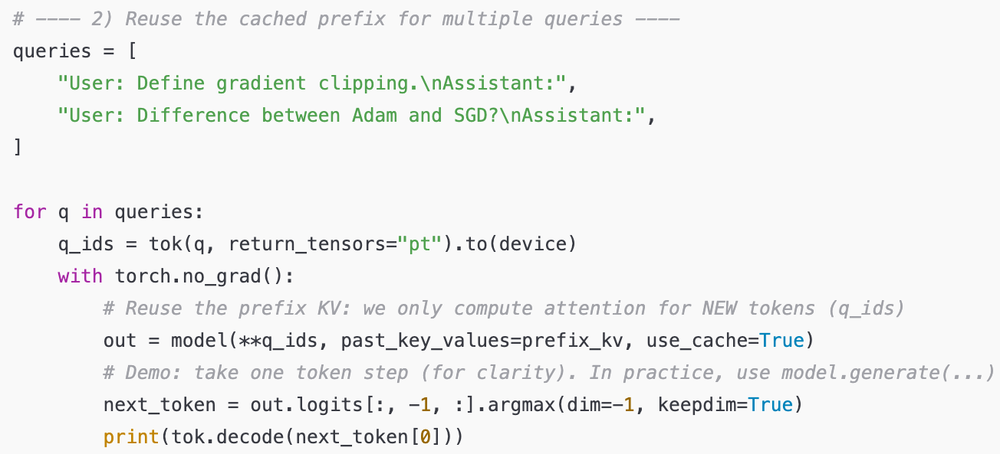 # ---- 2) Reuse the cached prefix for multiple queries ----
queries = [
    "User: Define gradient clipping.\nAssistant:",
    "User: Difference between Adam and SGD?\nAssistant:",
]

for q in queries:
    q_ids = tok(q, return_tensors="pt").to(device)
    with torch.no_grad():
        # Reuse the prefix KV: we only compute attention for NEW tokens (q_ids)
        out = model(**q_ids, past_key_values=prefix_kv, use_cache=True)
        # Demo: take one token step (for clarity). In practice, use model.generate(...)
        next_token = out.logits[:, -1, :].argmax(dim=-1, keepdim=True)
        print(tok.decode(next_token[0]))